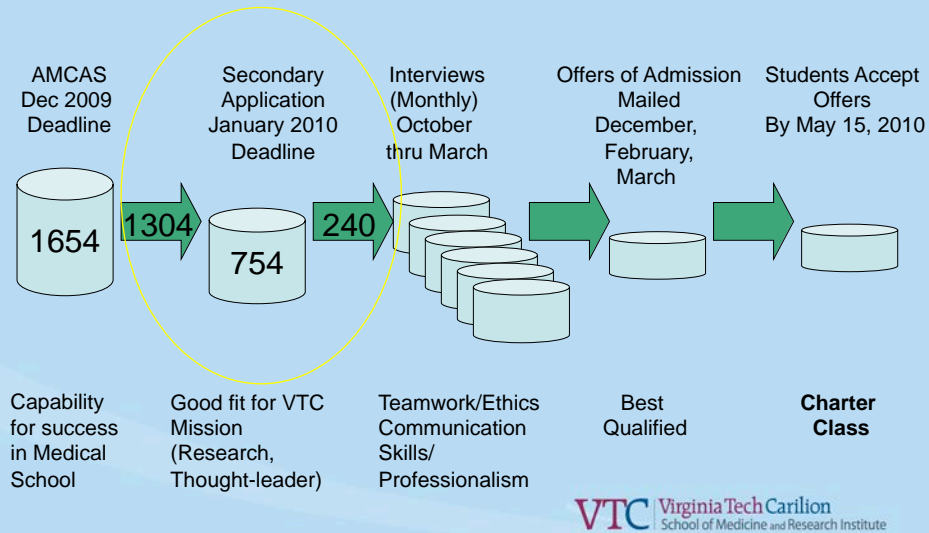 AMCAS
Dec 2009
Deadline
Secondary
Application
January 2010
Deadline
Interviews
(Monthly)
October
thru March
Offers of Admission
Mailed
December,
February,
March
Students Accept
Offers
By May 15, 2010
1654
1304
754
240
Capability
for success
in Medical
School
Good fit for VTC
Mission
(Research,
Thought-leader)
Teamwork/Ethics
Communication
Skills/
Professionalism
Best
Qualified
Charter
Class
VTC
Virginia Tech Carilion
School of Medicine and Research Institute